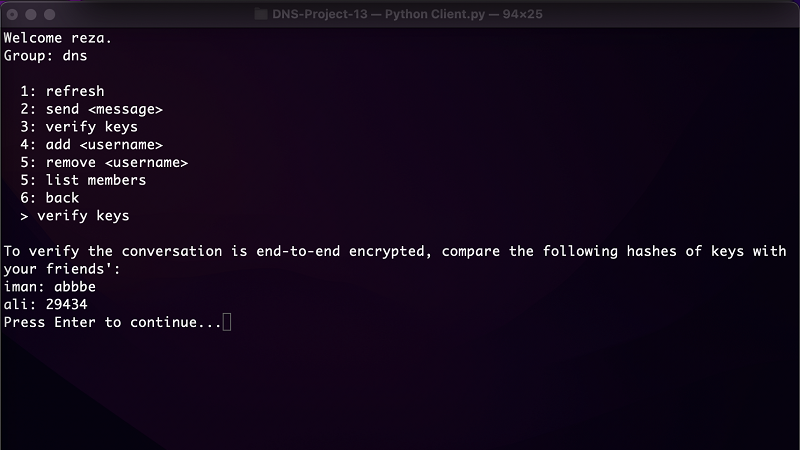 DNS-Project-13 — Python Client.py — 94×25
Welcome reza.
Group: dns
1: refresh
2: send <message>
3: verify keys
4: add <username>
5: remove <username>
5: list members
6: back
> verify keys
To verify the conversation is end-to-end encrypted, compare the following hashes of keys with
your friends':
iman: abbbe
ali: 29434
Press Enter to continue...